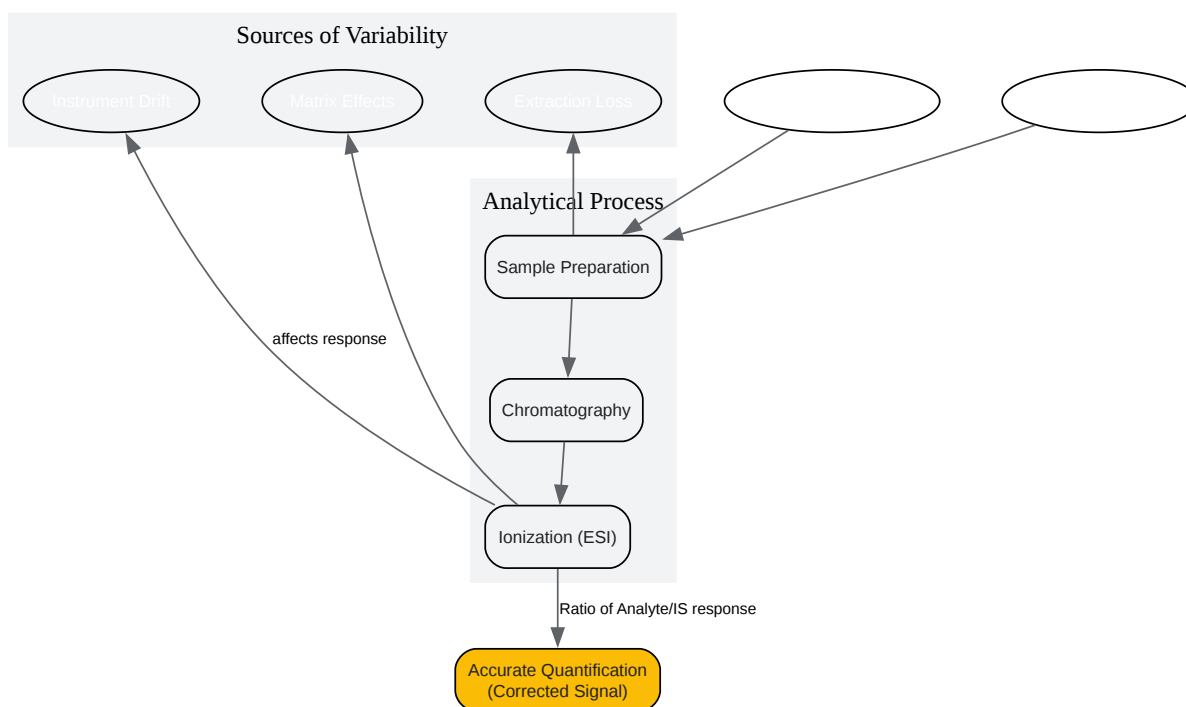 Sources of Variability
Instrument Drift
Matrix Effects
Extraction Loss
Analytical Process
Sample Preparation
affects response
Chromatography
Ionization (ESI)
Ratio of Analyte/IS response
Accurate Quantification
(Corrected Signal)